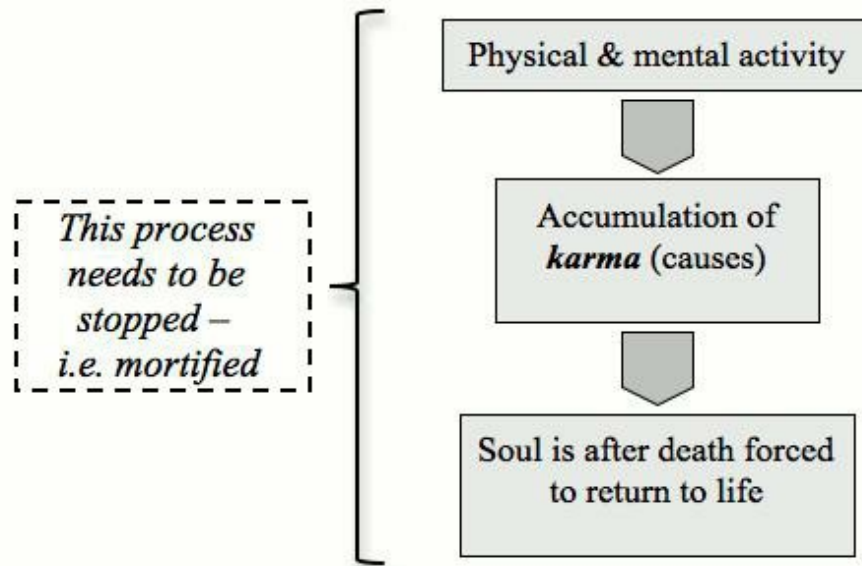 Physical & mental activity
Accumulation of
karma (causes)
This process
needs to be
stopped –
i.e. mortified
Soul is after death forced
to return to life